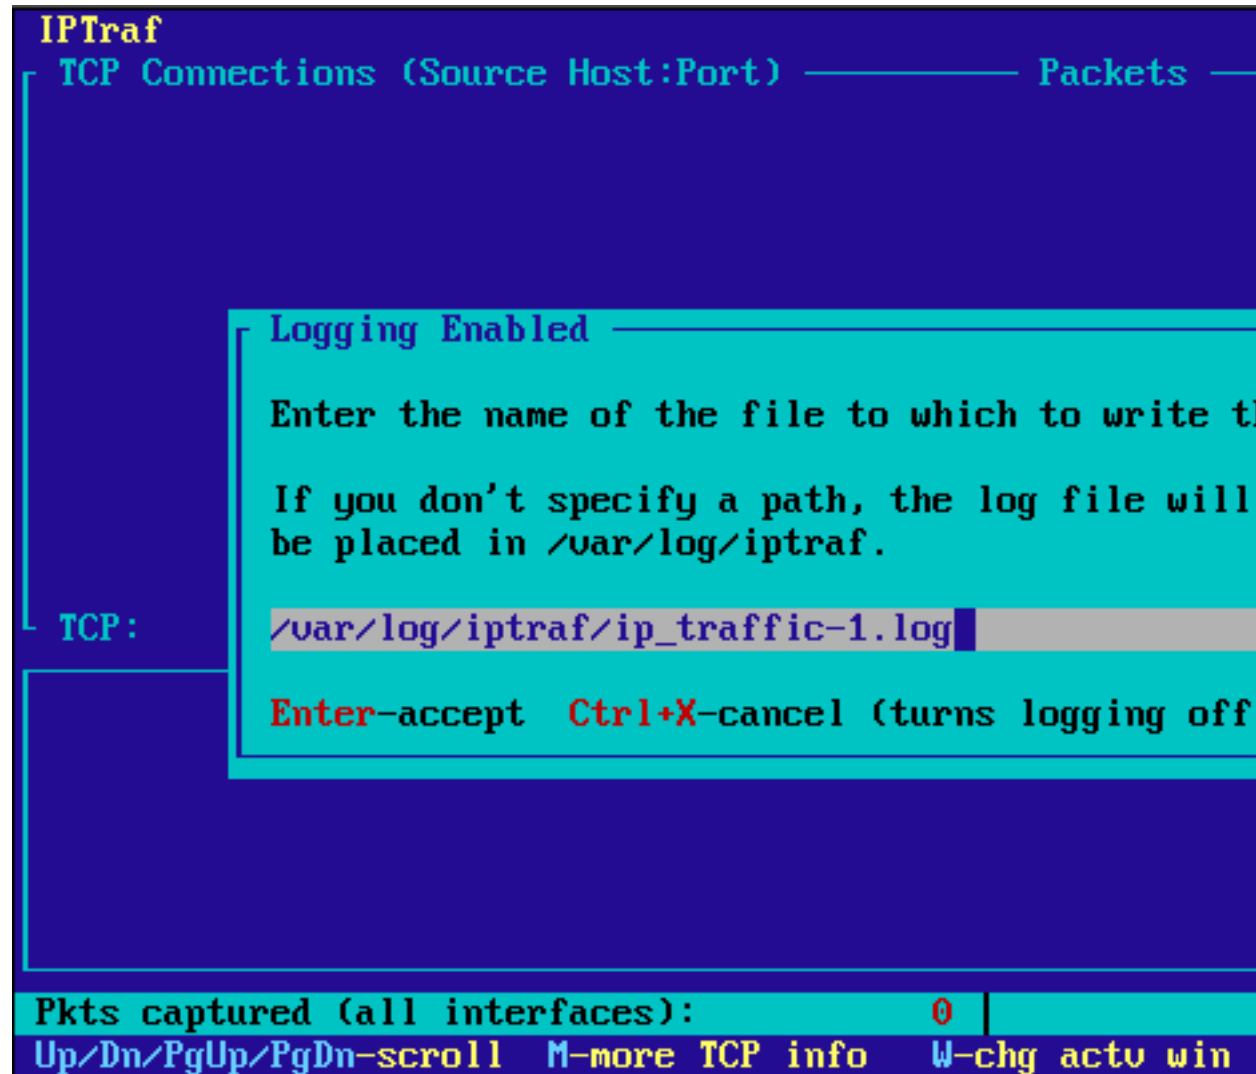 IPTraf
TCP Connections (Source Host:Port) Packets
Logging Enabled
Enter the name of the file to which to write
If you don't specify a path, the log file will
be placed in /var/log/iptraf.
TCP:
/var/log/iptraf/ip_traffic-1.log
Enter-accept Ctrl+X-cancel (turns logging off
Pkts captured (all interfaces): 0
Up/Dn/PgUp/PgDn-scroll M-more TCP info W-chg actv win